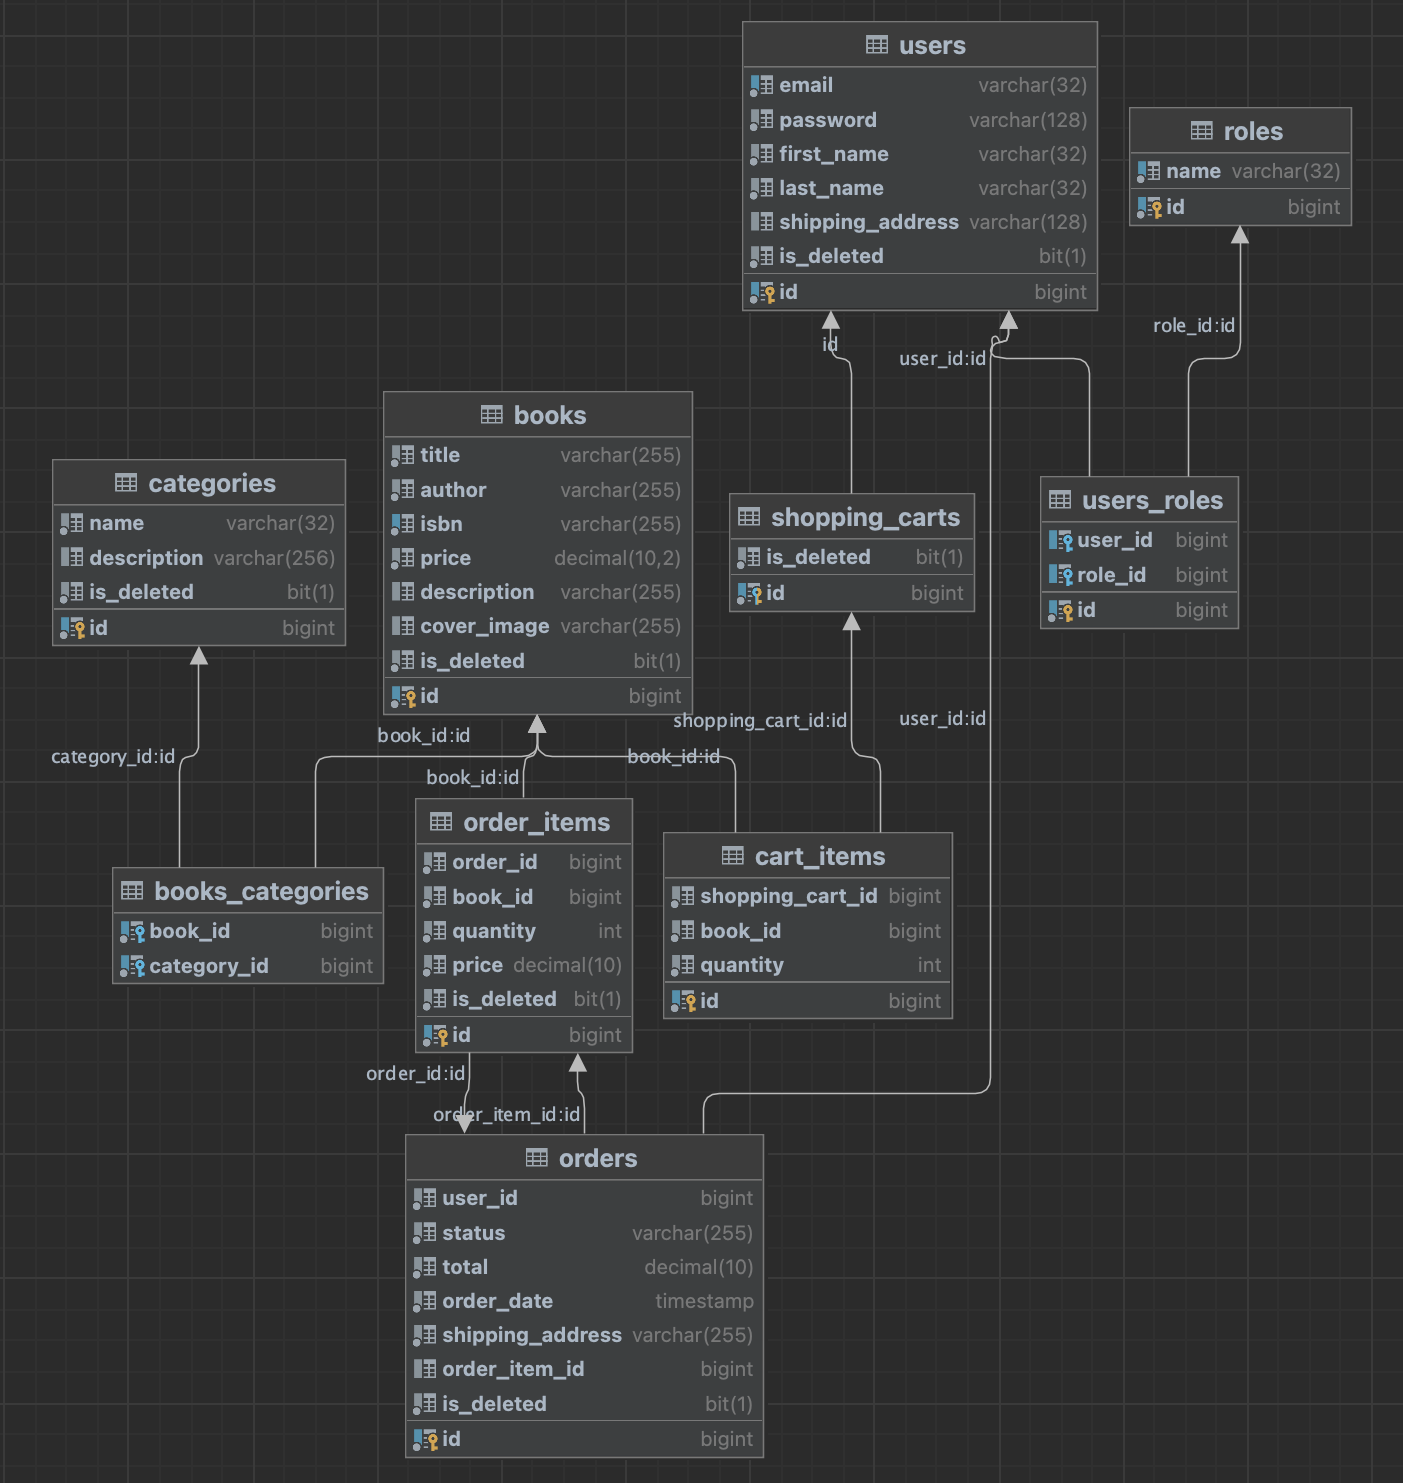 users
email varchar(32)
password varchar(128)
first_name varchar(32)
last_name varchar(32)
shipping_address varchar(128)
is_deleted bit(1)
id bigint
roles
name varchar(32)
id bigint
id
user_id:id
role_id:id
books
title varchar(255)
author varchar(255)
isbn varchar(255)
price decimal(10,2)
description varchar(255)
cover_image varchar(255)
is_deleted bit(1)
id bigint
categories
name varchar(32)
description varchar(256)
is_deleted bit(1)
id bigint
shopping_carts
is_deleted bit(1)
id bigint
users_roles
user_id bigint
role_id bigint
id bigint
category_id:id
book_id:id
book_id:id
book_id:id
shopping_cart_id:id
user_id:id
books_categories
book_id bigint
category_id bigint
order_items
order_id bigint
book_id bigint
quantity int
price decimal(10)
is_deleted bit(1)
id bigint
cart_items
shopping_cart_id bigint
book_id bigint
quantity int
id bigint
order_id:id
order_item_id:id
orders
user_id bigint
status varchar(255)
total decimal(10)
order_date timestamp
shipping_address varchar(255)
order_item_id bigint
is_deleted bit(1)
id bigint